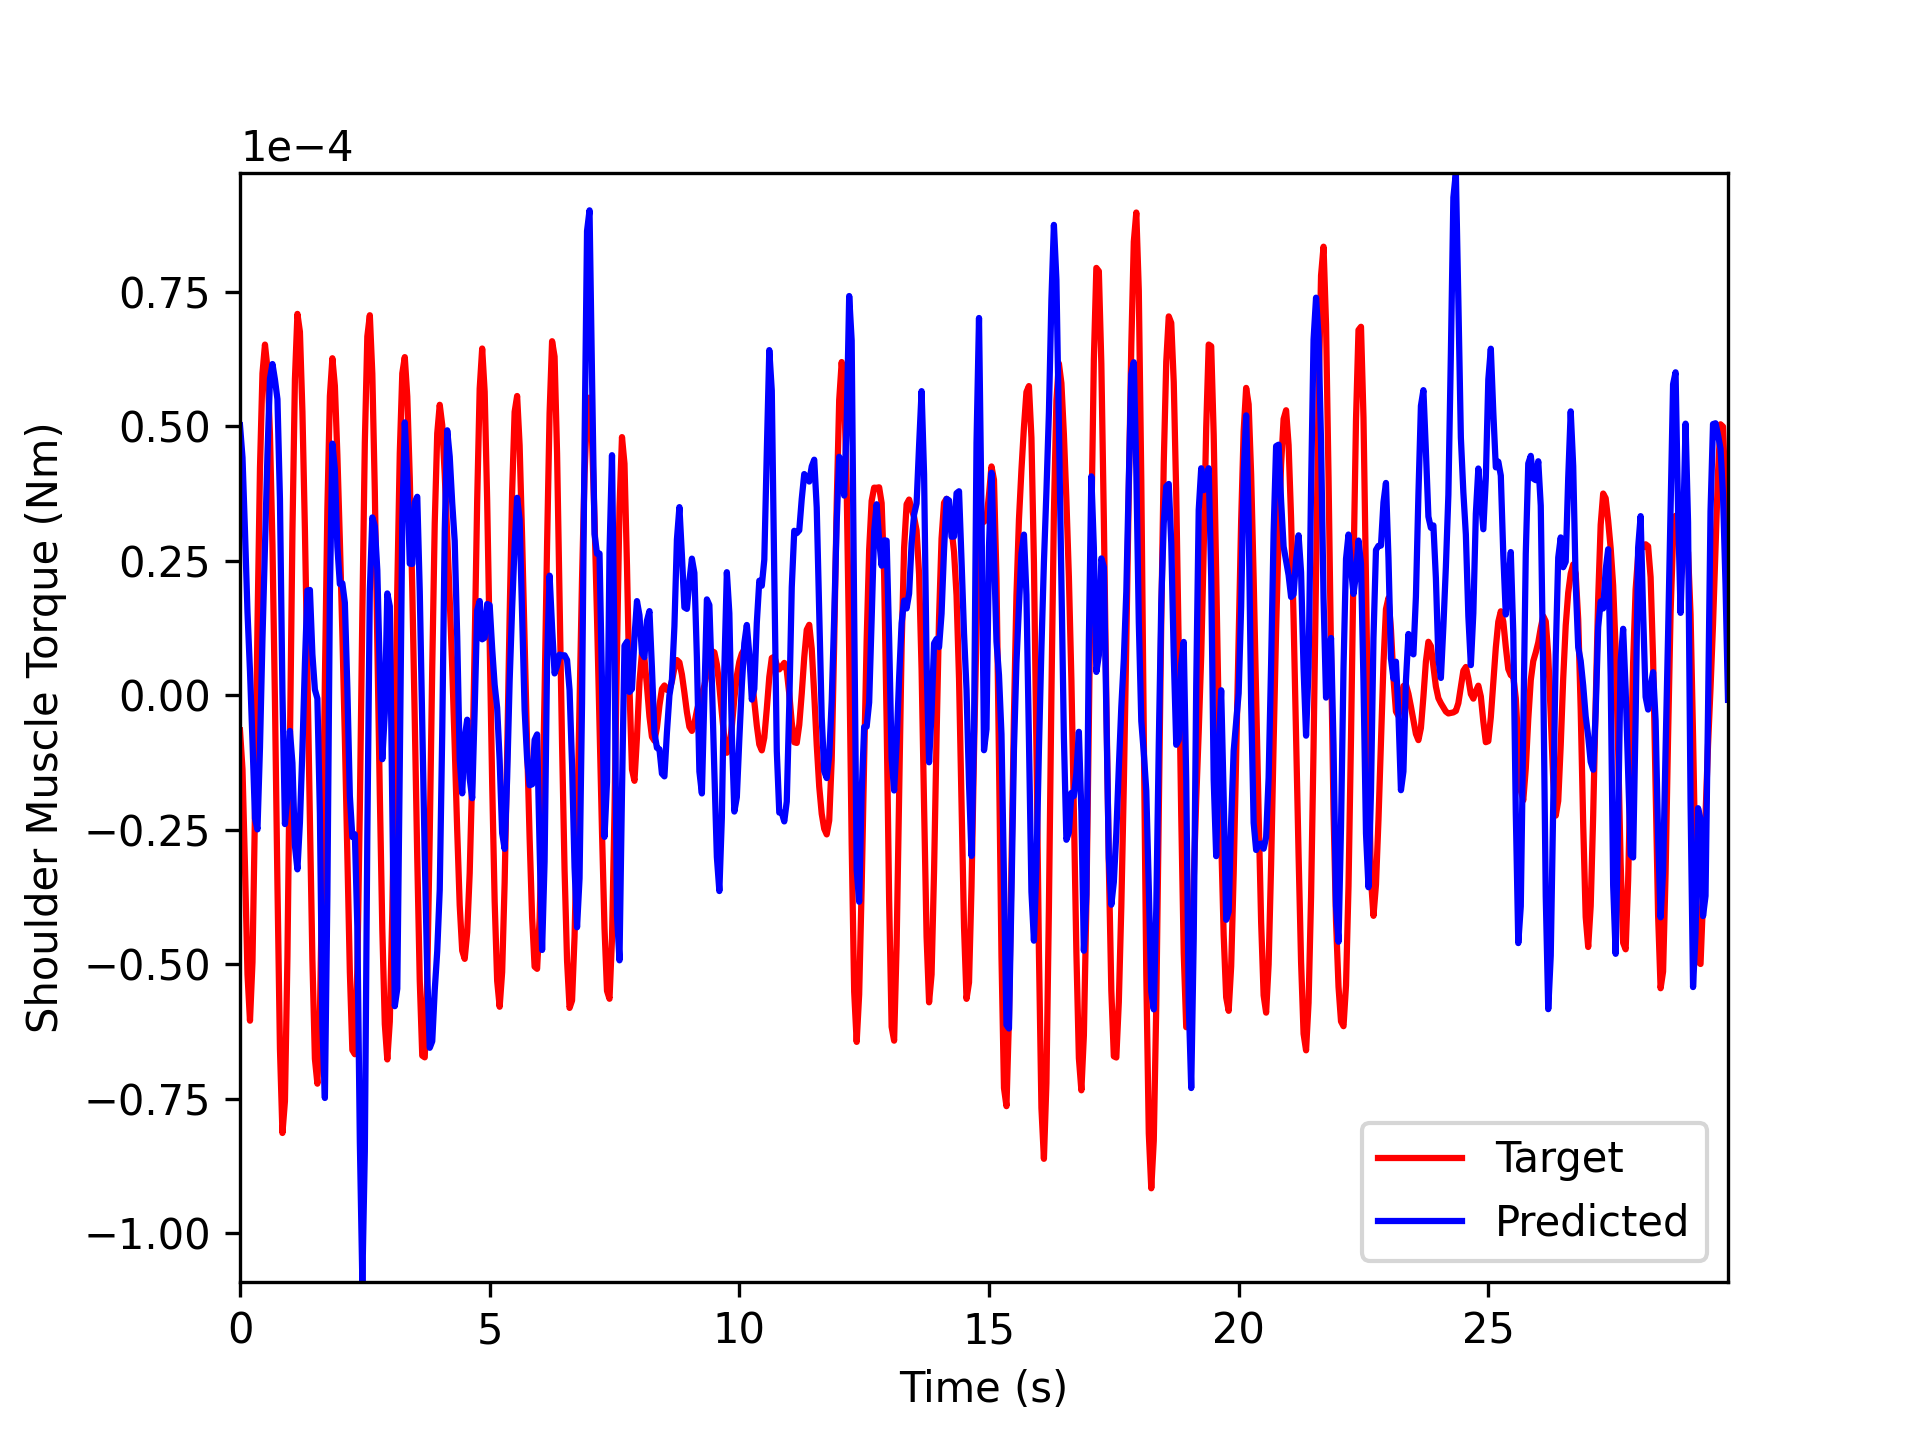 1e−4
0.75
0.50
0.25
0.00
−0.25
−0.50
−0.75
−1.00
Shoulder Muscle Torque (Nm)
0 5 10 15 20 25
Time (s)
Target
Predicted